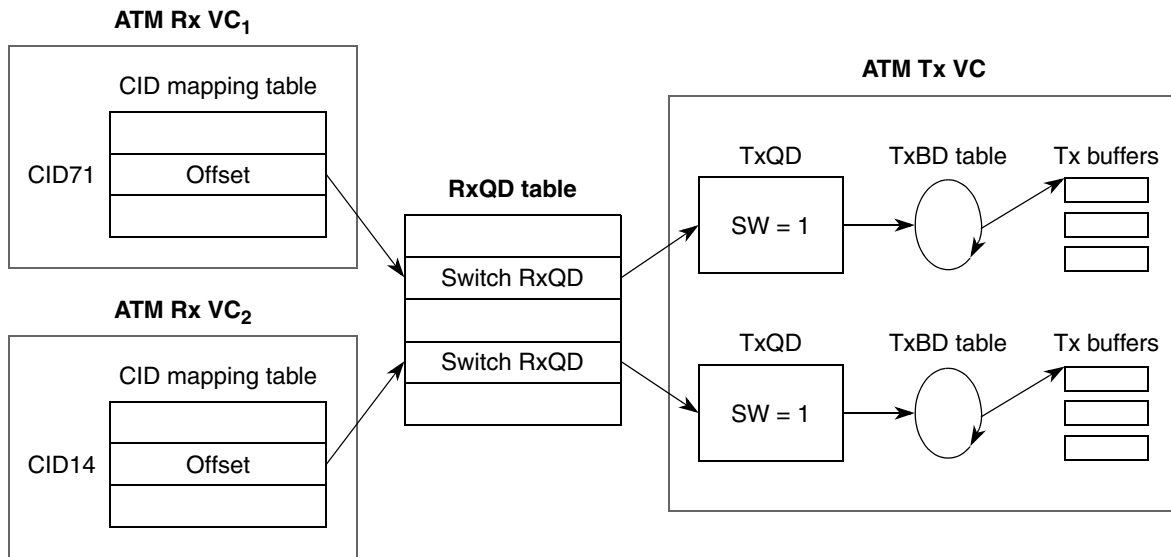 ATM Rx VC1
CID mapping table
CID71
Offset
ATM Rx VC2
CID mapping table
CID14
Offset
RxQD table
Switch RxQD
Switch RxQD
ATM Tx VC
TxQD
TxBD table
Tx buffers
SW = 1
TxQD
TxBD table
Tx buffers
SW = 1